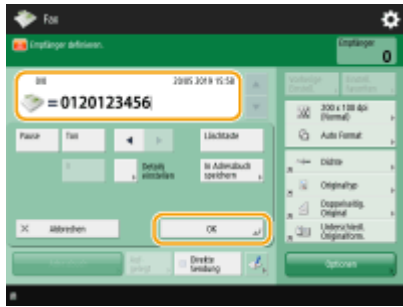 Fax
Empfänger definieren.
Empfänger
0
20/05 2019 15:58
= 0120123456
200 x 100 dpi
(Normal)
Auto Format
Pause
Ton
Löschtaste
Details
einstellen
In Adressbuch
speichern
Dichte
Originaltyp
Doppelseitig.
Original
Unterschiedl.
Originalform.
Abbrechen
OK
Direkte
Sendung
Optionen